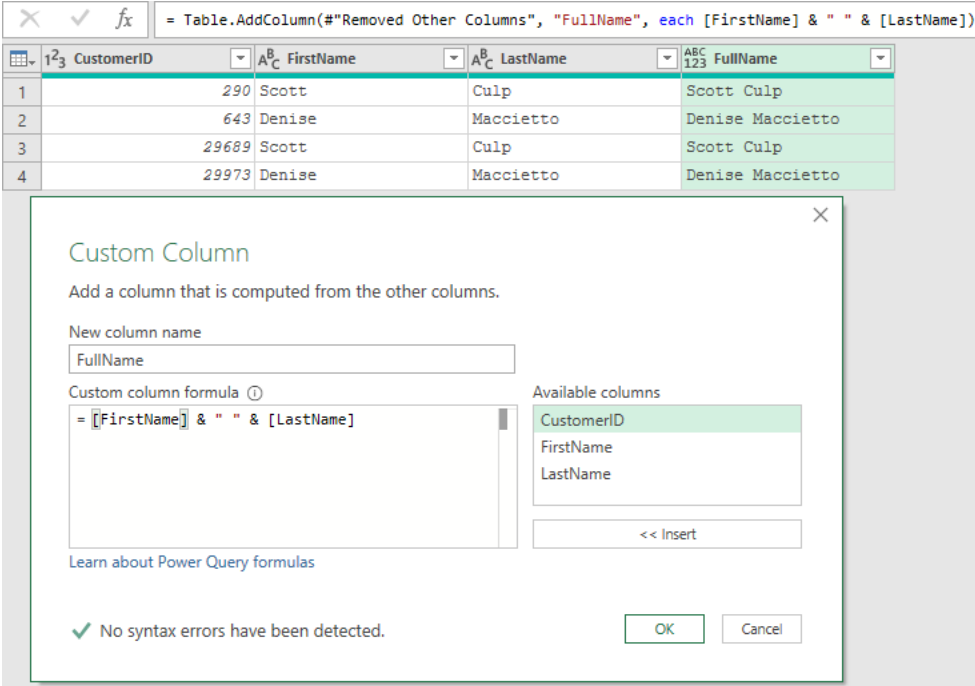 fx = Table.AddColumn(#"Removed Other Columns", "FullName", each [FirstName] & " " & [LastName])
1²3 CustomerID ABC FirstName ABC LastName ABC 123 FullName
1 290 Scott Culp Scott Culp
2 643 Denise Maccietto Denise Maccietto
3 29689 Scott Culp Scott Culp
4 29973 Denise Maccietto Denise Maccietto
Custom Column
Add a column that is computed from the other columns.
New column name
FullName
Custom column formula Available columns
= [FirstName] & " " & [LastName] CustomerID
FirstName
LastName
<< Insert
Learn about Power Query formulas
No syntax errors have been detected. OK Cancel